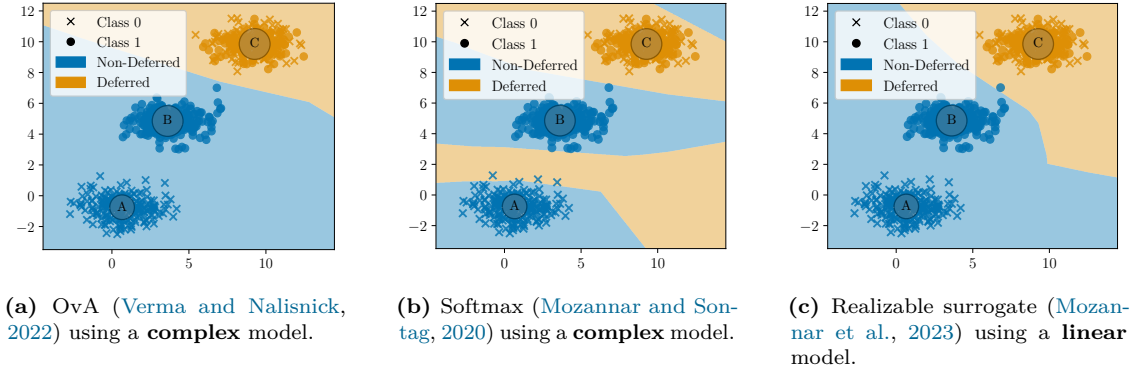 12
10
8
6
4
2
0
−2
0
10
Class 0
Class 1
Non-Deferred
Deferred
A
B
C
12
10
8
6
4
2
0
−2
0
10
Class 0
Class 1
Non-Deferred
Deferred
A
B
C
12
10
8
6
4
2
0
−2
0
10
Class 0
Class 1
Non-Deferred
Deferred
A
B
C
(a) OvA (Verma and Nalisnick,
2022) using a complex model.
(b) Softmax (Mozannar and Son-
tag, 2020) using a complex model.
(c) Realizable surrogate (Mozan-
nar et al., 2023) using a linear
model.